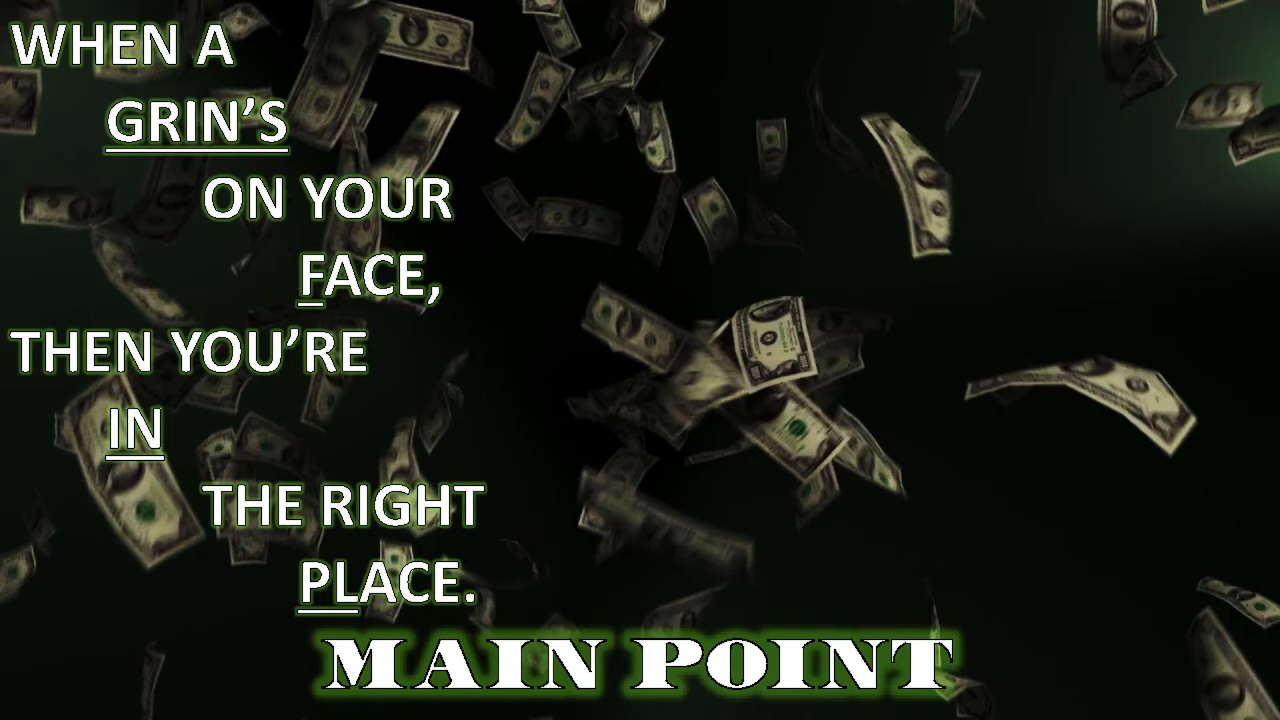 WHEN A
GRIN’S
ON YOUR
FACE,
THEN YOU’RE
IN
THE RIGHT
PLACE.
MAIN POINT